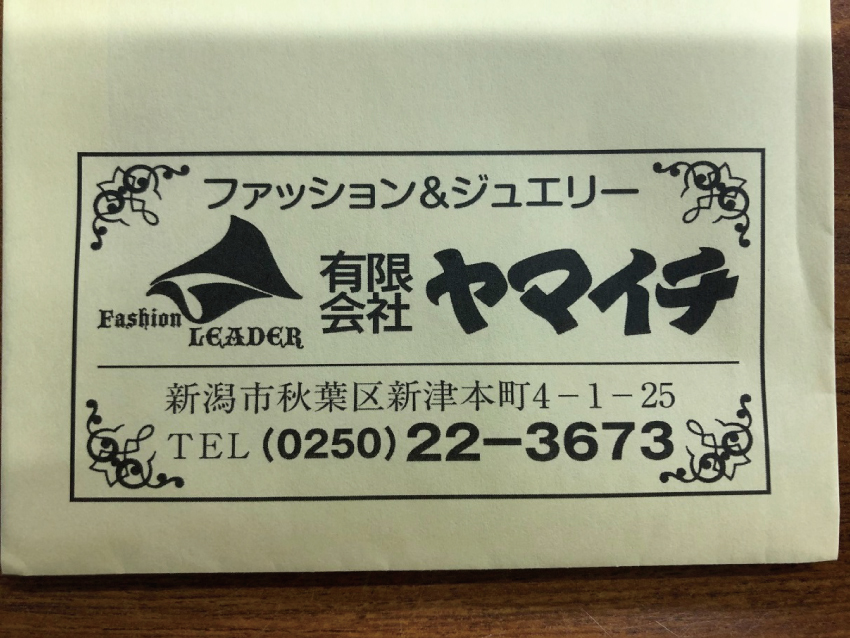 ファッション&ジュエリー
Fashion
LEADER
有限
会社
ヤマイチ
新潟市秋葉区新津本町4－1－25
TEL(0250)22－3673